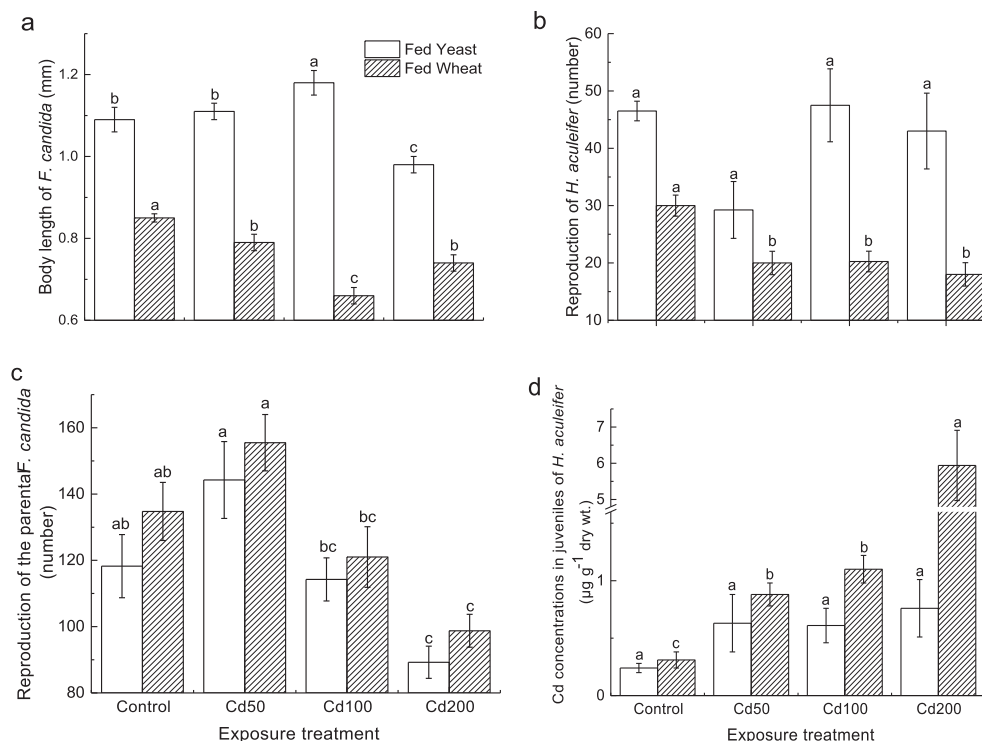 a
Body length of F. candida (mm)
1.2
1.0
0.8
0.6
b
a
b
b
a
c
c
b
Fed Yeast
Fed Wheat
b
Reproduction of H. aculeifer (number)
60
50
40
30
20
10
a
a
a
b
a
b
a
b
c
Reproduction of the parental F. candida
(number)
160
140
120
100
80
ab
ab
a
a
bc
bc
c
c
Control
Cd50
Cd100
Cd200
Exposure treatment
d
Cd concentrations in juveniles of H. aculeifer
(μg g-1 dry wt.)
7
6
5
1
0
a
c
a
b
a
b
a
a
Control
Cd50
Cd100
Cd200
Exposure treatment